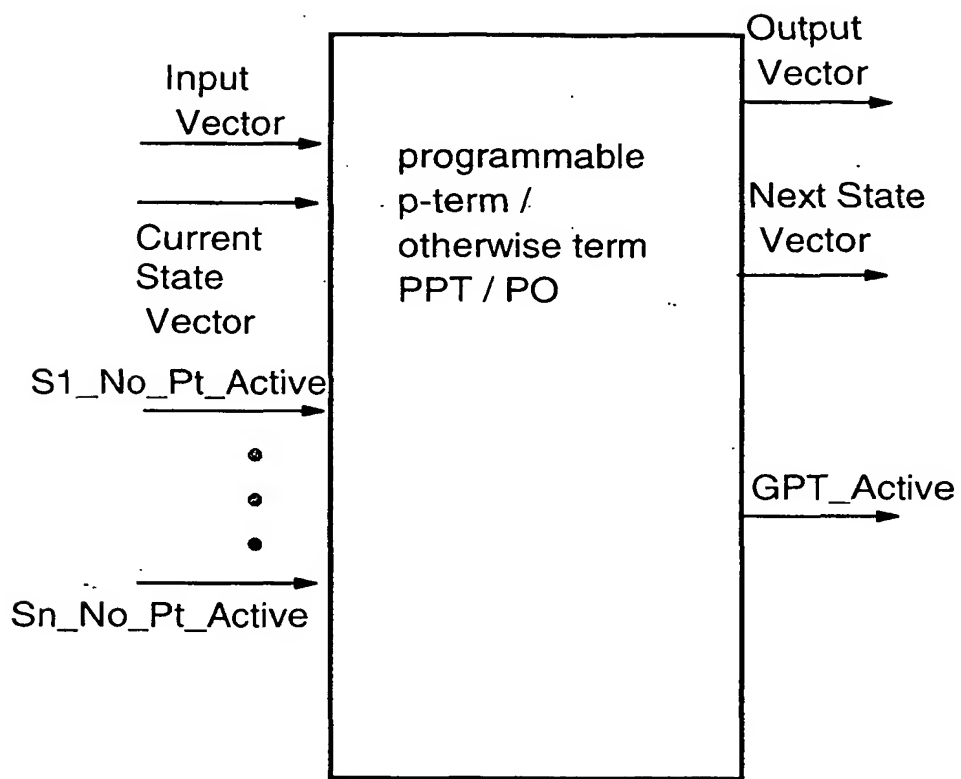 Input
Vector
Current
State
Vector
S1_No_Pt_Active
Sn_No_Pt_Active
programmable
p-term /
otherwise term
PPT / PO
Output
Vector
Next State
Vector
GPT_Active